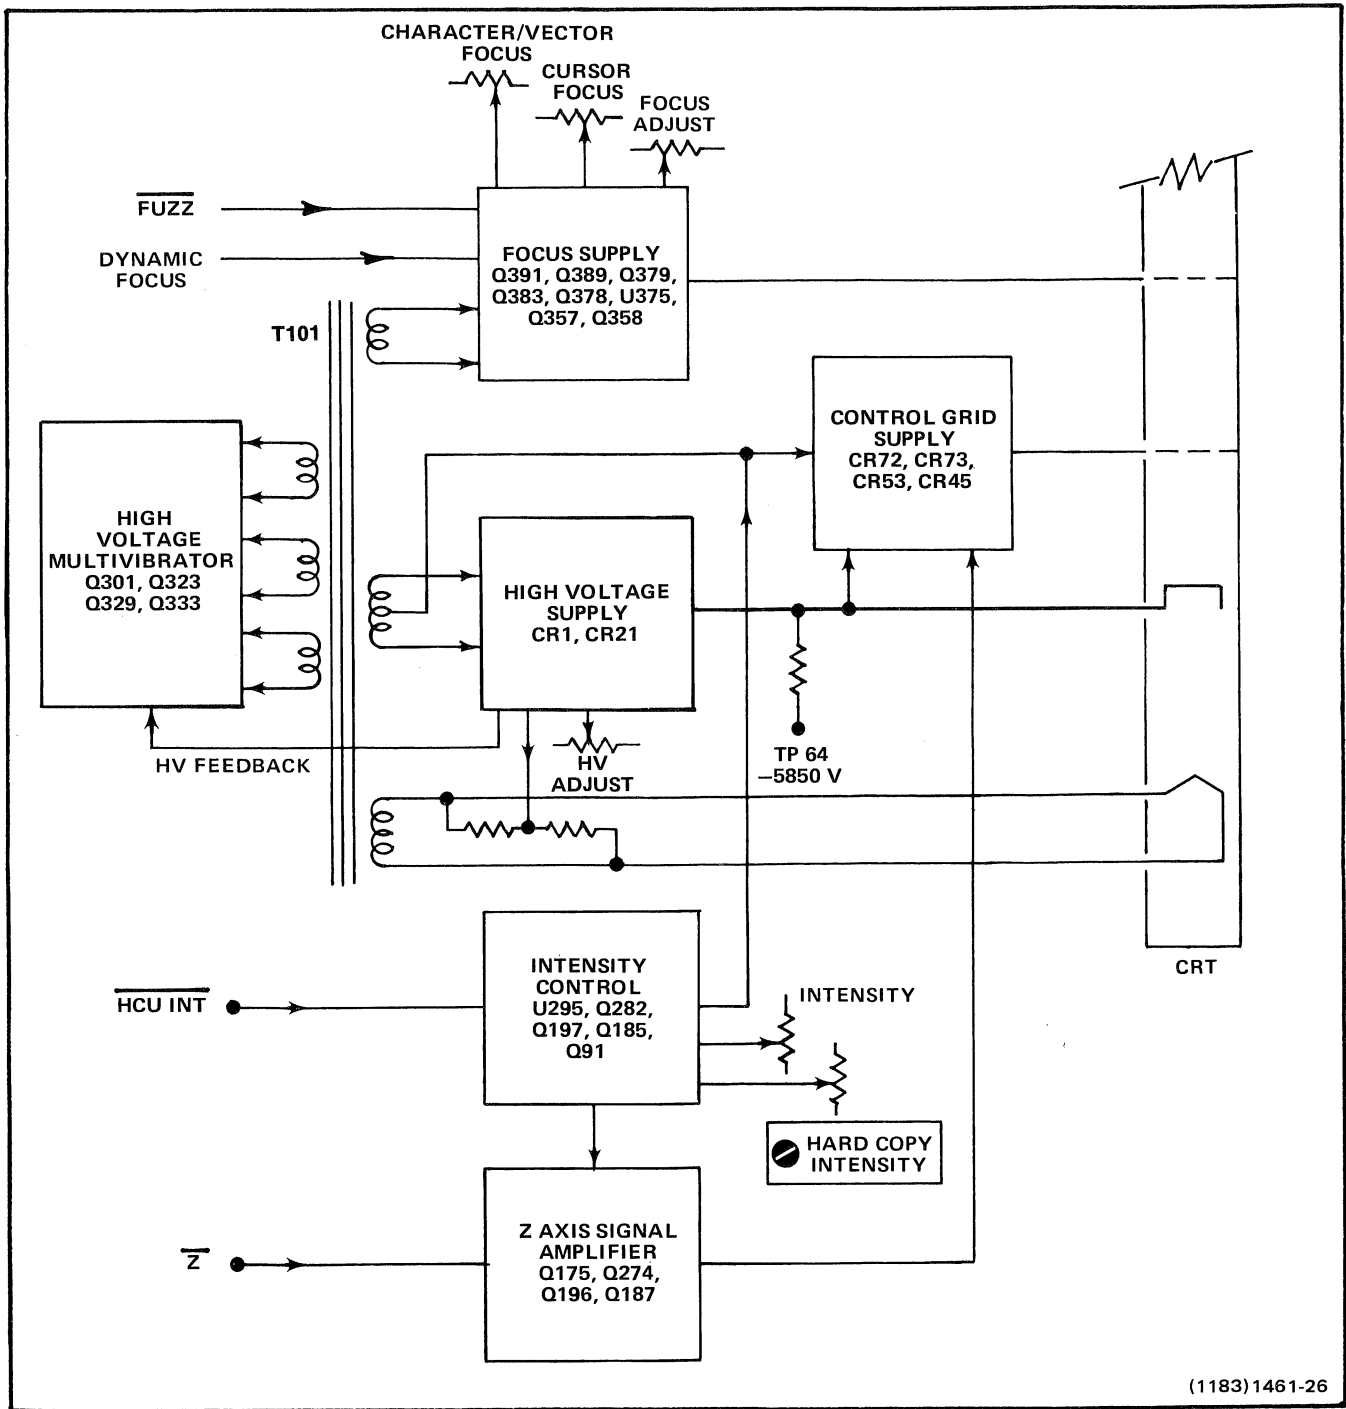 CHARACTER/VECTOR
FOCUS
CURSOR
FOCUS
FOCUS
ADJUST
FUZZ
DYNAMIC
FOCUS
FOCUS SUPPLY
Q391, Q389, Q379,
Q383, Q378, U375,
Q357, Q358
T101
CONTROL GRID
SUPPLY
CR72, CR73,
CR53, CR45
HIGH
VOLTAGE
MULTIVIBRATOR
Q301, Q323
Q329, Q333
HIGH VOLTAGE
SUPPLY
CR1, CR21
HV FEEDBACK
HV
ADJUST
TP 64
–5850 V
CRT
HCU INT
INTENSITY
CONTROL
U295, Q282,
Q197, Q185,
Q91
INTENSITY
HARD COPY
INTENSITY
Z
Z AXIS SIGNAL
AMPLIFIER
Q175, Q274,
Q196, Q187
(1183)1461-26